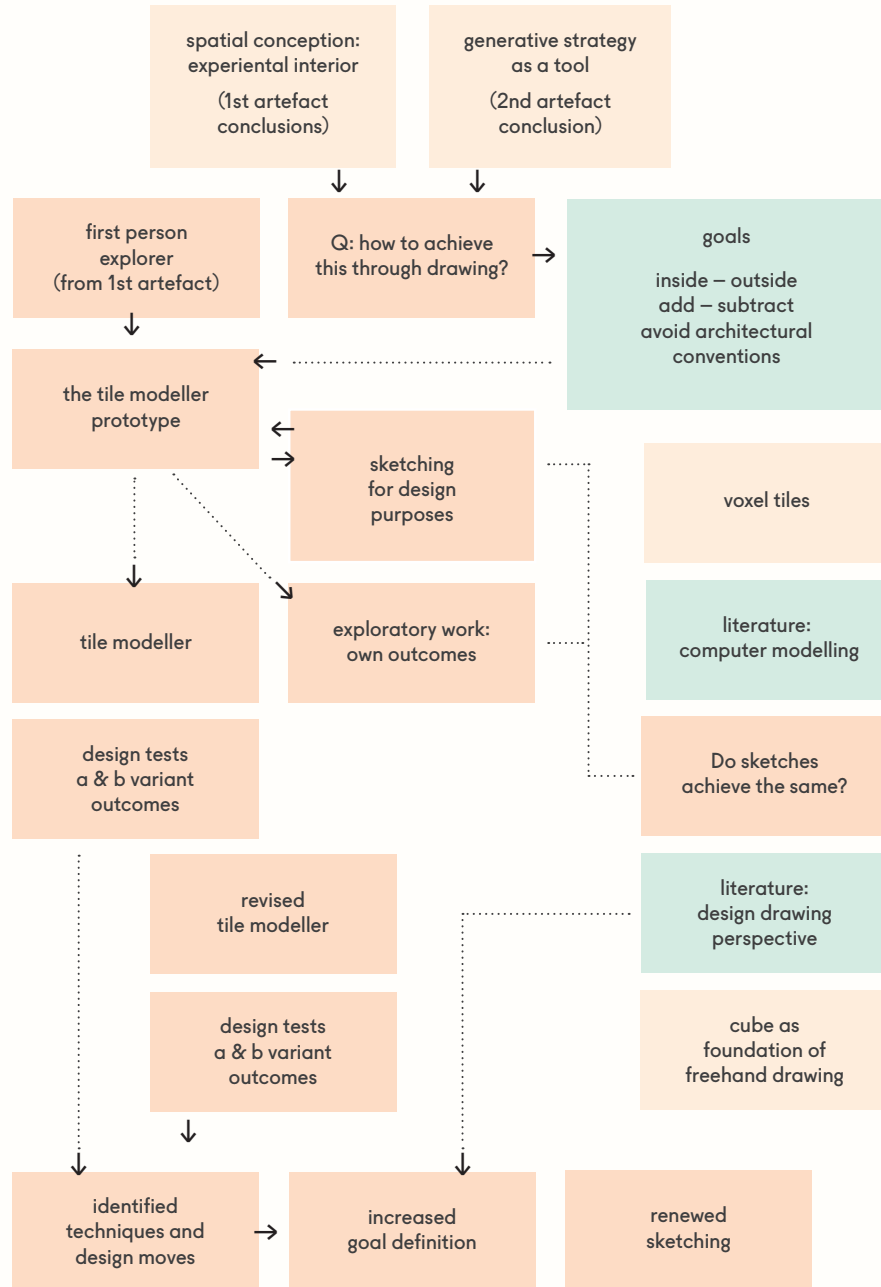 spatial conception:
experiental interior
(1st artefact
conclusions)
generative strategy
as a tool
(2nd artefact
conclusion)
first person
explorer
(from 1st artefact)
Q: how to achieve
this through drawing?
goals
inside – outside
add – subtract
avoid architectural
conventions
the tile modeller
prototype
sketching
for design
purposes
voxel tiles
tile modeller
exploratory work:
own outcomes
literature:
computer modelling
design tests
a & b variant
outcomes
Do sketches
achieve the same?
revised
tile modeller
literature:
design drawing
perspective
design tests
a & b variant
outcomes
cube as
foundation of
freehand drawing
identified
techniques and
design moves
increased
goal definition
renewed
sketching